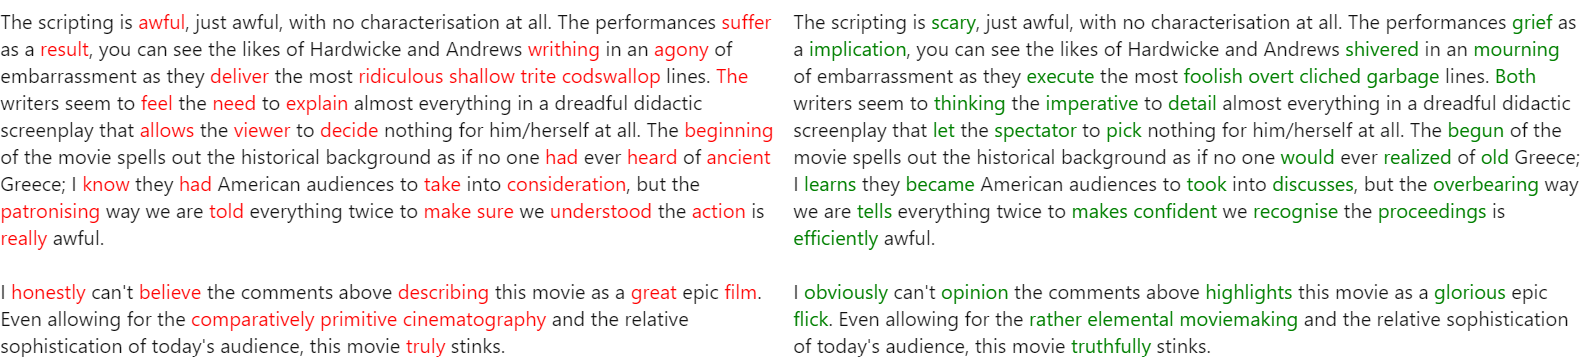 The scripting is awful, just awful, with no characterisation at all. The performances suffer
as a result, you can see the likes of Hardwicke and Andrews writhing in an agony of
embarrassment as they deliver the most ridiculous shallow trite codswallop lines. The
writers seem to feel the need to explain almost everything in a dreadful didactic
screenplay that allows the viewer to decide nothing for him/herself at all. The beginning
of the movie spells out the historical background as if no one had ever heard of ancient
Greece; I know they had American audiences to take into consideration, but the
patronising way we are told everything twice to make sure we understood the action is
really awful.
I honestly can't believe the comments above describing this movie as a great epic film.
Even allowing for the comparatively primitive cinematography and the relative
sophistication of today's audience, this movie truly stinks.
The scripting is scary, just awful, with no characterisation at all. The performances grief as
a implication, you can see the likes of Hardwicke and Andrews shivered in an mourning
of embarrassment as they execute the most foolish overt cliched garbage lines. Both
writers seem to thinking the imperative to detail almost everything in a dreadful didactic
screenplay that let the spectator to pick nothing for him/herself at all. The begun of the
movie spells out the historical background as if no one would ever realized of old Greece;
I learns they became American audiences to took into discusses, but the overbearing way
we are tells everything twice to makes confident we recognise the proceedings is
efficiently awful.
I obviously can't opinion the comments above highlights this movie as a glorious epic
flick. Even allowing for the rather elemental moviemaking and the relative sophistication
of today's audience, this movie truthfully stinks.